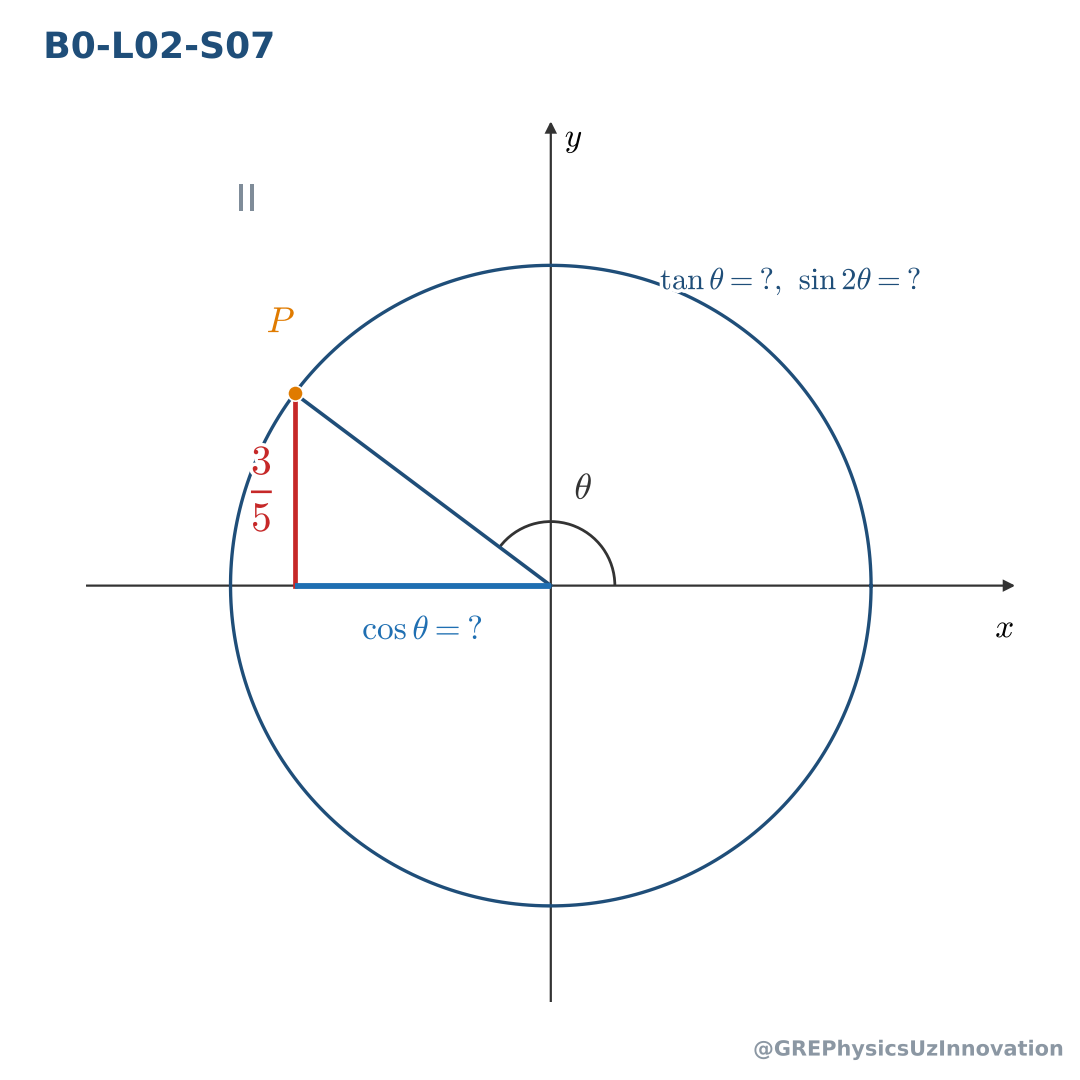 B0-L02-S07
y
II
tan θ = ?, sin 2θ = ?
P
3
5
θ
cos θ = ?
x
@GREPhysicsUzInnovation